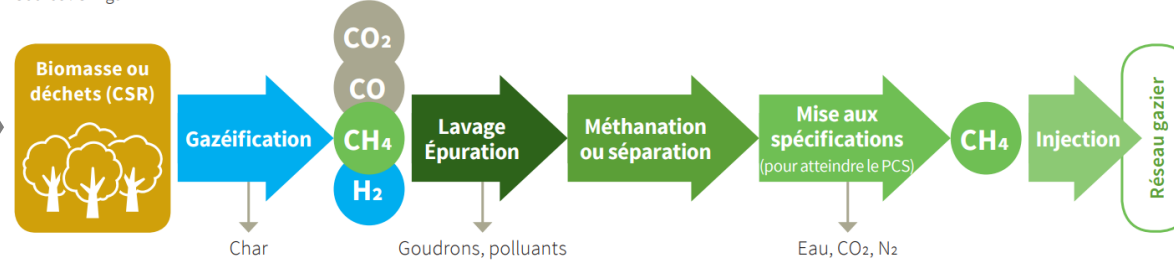 Biomasse ou
déchets (CSR)
Gazéification
CO₂
CO
CH₄
H₂
Lavage
Épuration
Méthanation
ou séparation
Mise aux
spécifications
(pour atteindre le PCS)
CH₄
Injection
Réseau gazier
Char
Goudrons, polluants
Eau, CO₂, N₂